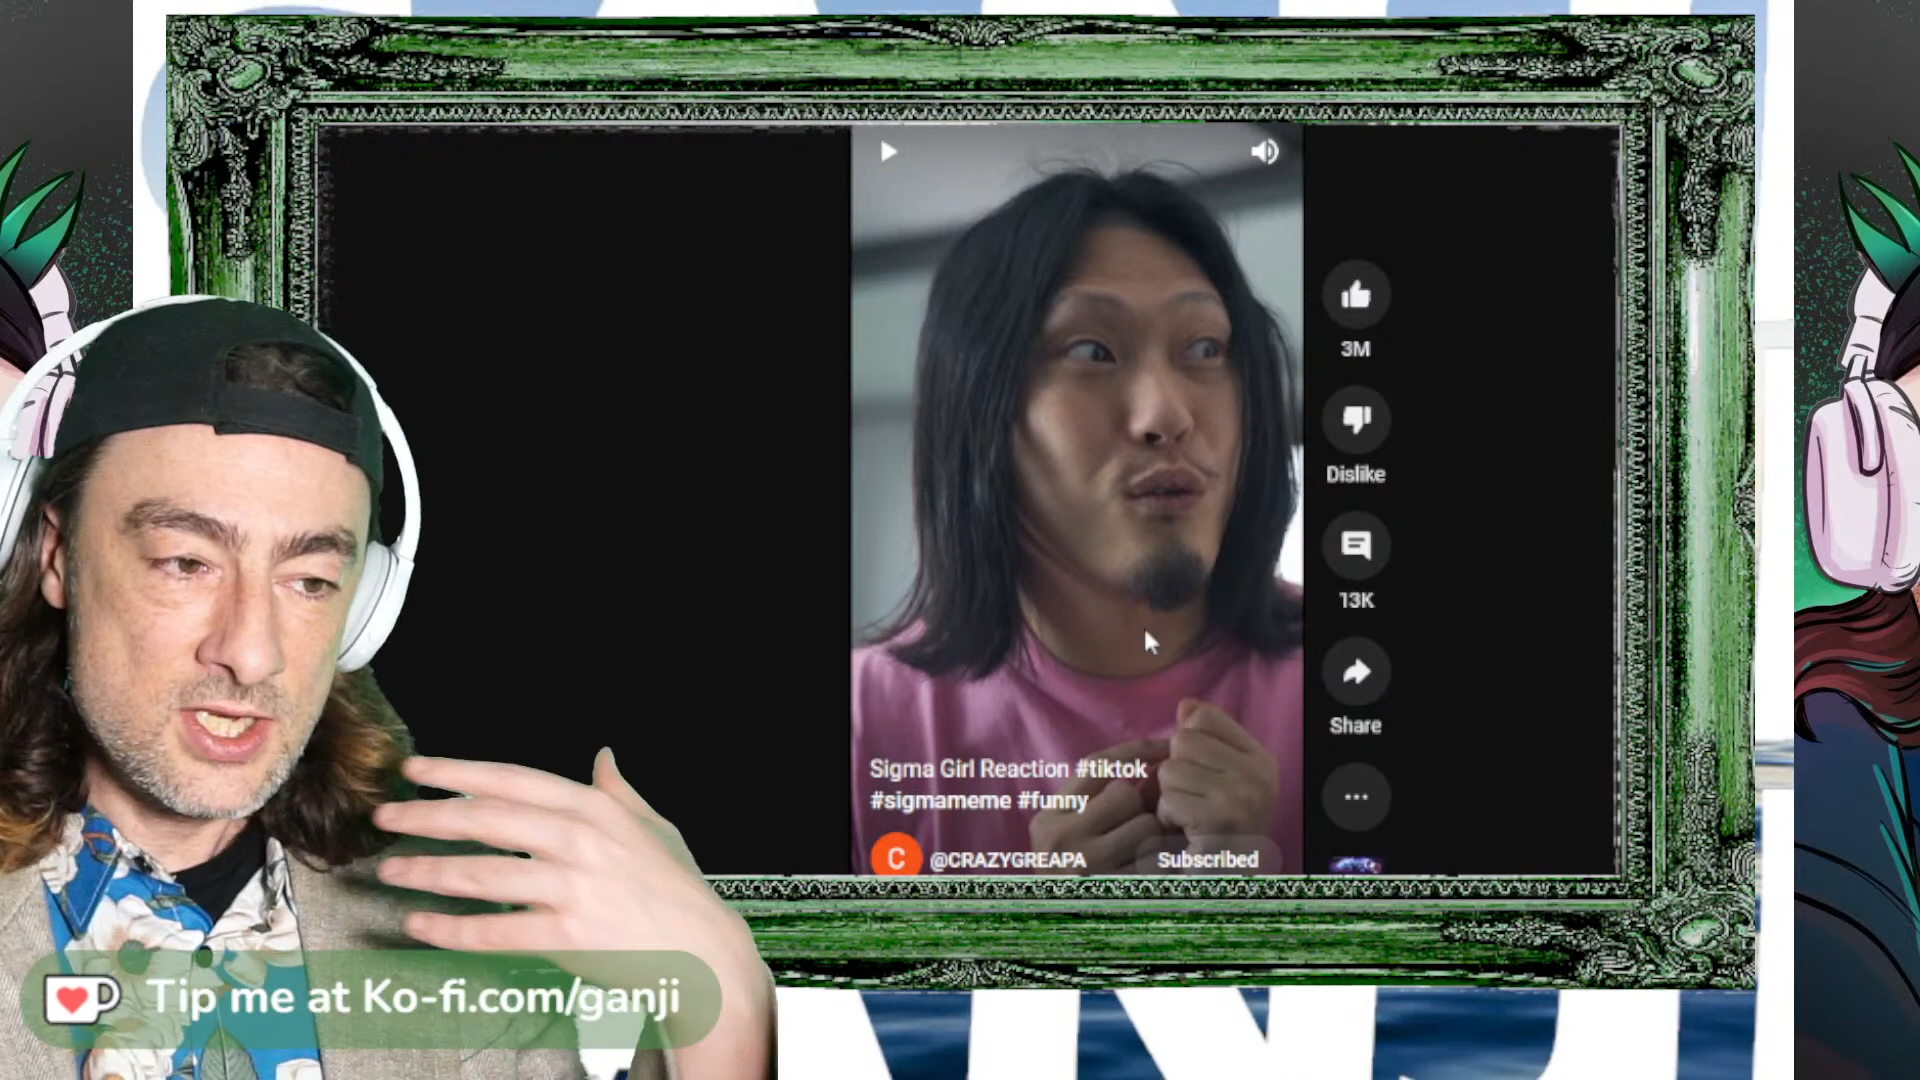 3M
Dislike
13K
Share
Sigma Girl Reaction #tiktok
#sigmameme #funny
C @CRAZYGREAPA Subscribed
Tip me at Ko-fi.com/ganji